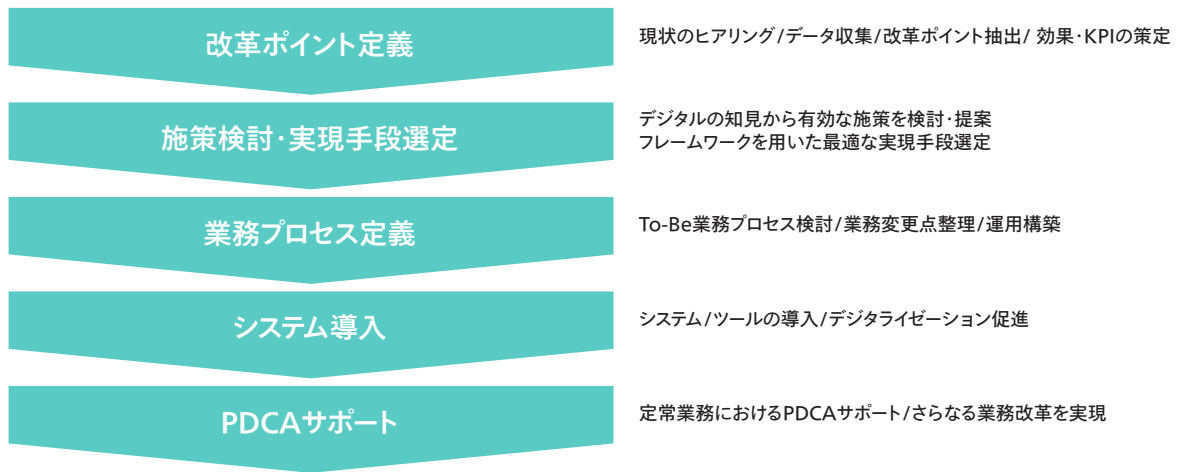 改革ポイント定義
現状のヒアリング/データ収集/改革ポイント抽出/ 効果・KPIの策定
施策検討・実現手段選定
デジタルの知見から有効な施策を検討・提案
フレームワークを用いた最適な実現手段選定
業務プロセス定義
To-Be業務プロセス検討/業務変更点整理/運用構築
システム導入
システム/ツールの導入/デジタライゼーション促進
PDCAサポート
定常業務におけるPDCAサポート/さらなる業務改革を実現